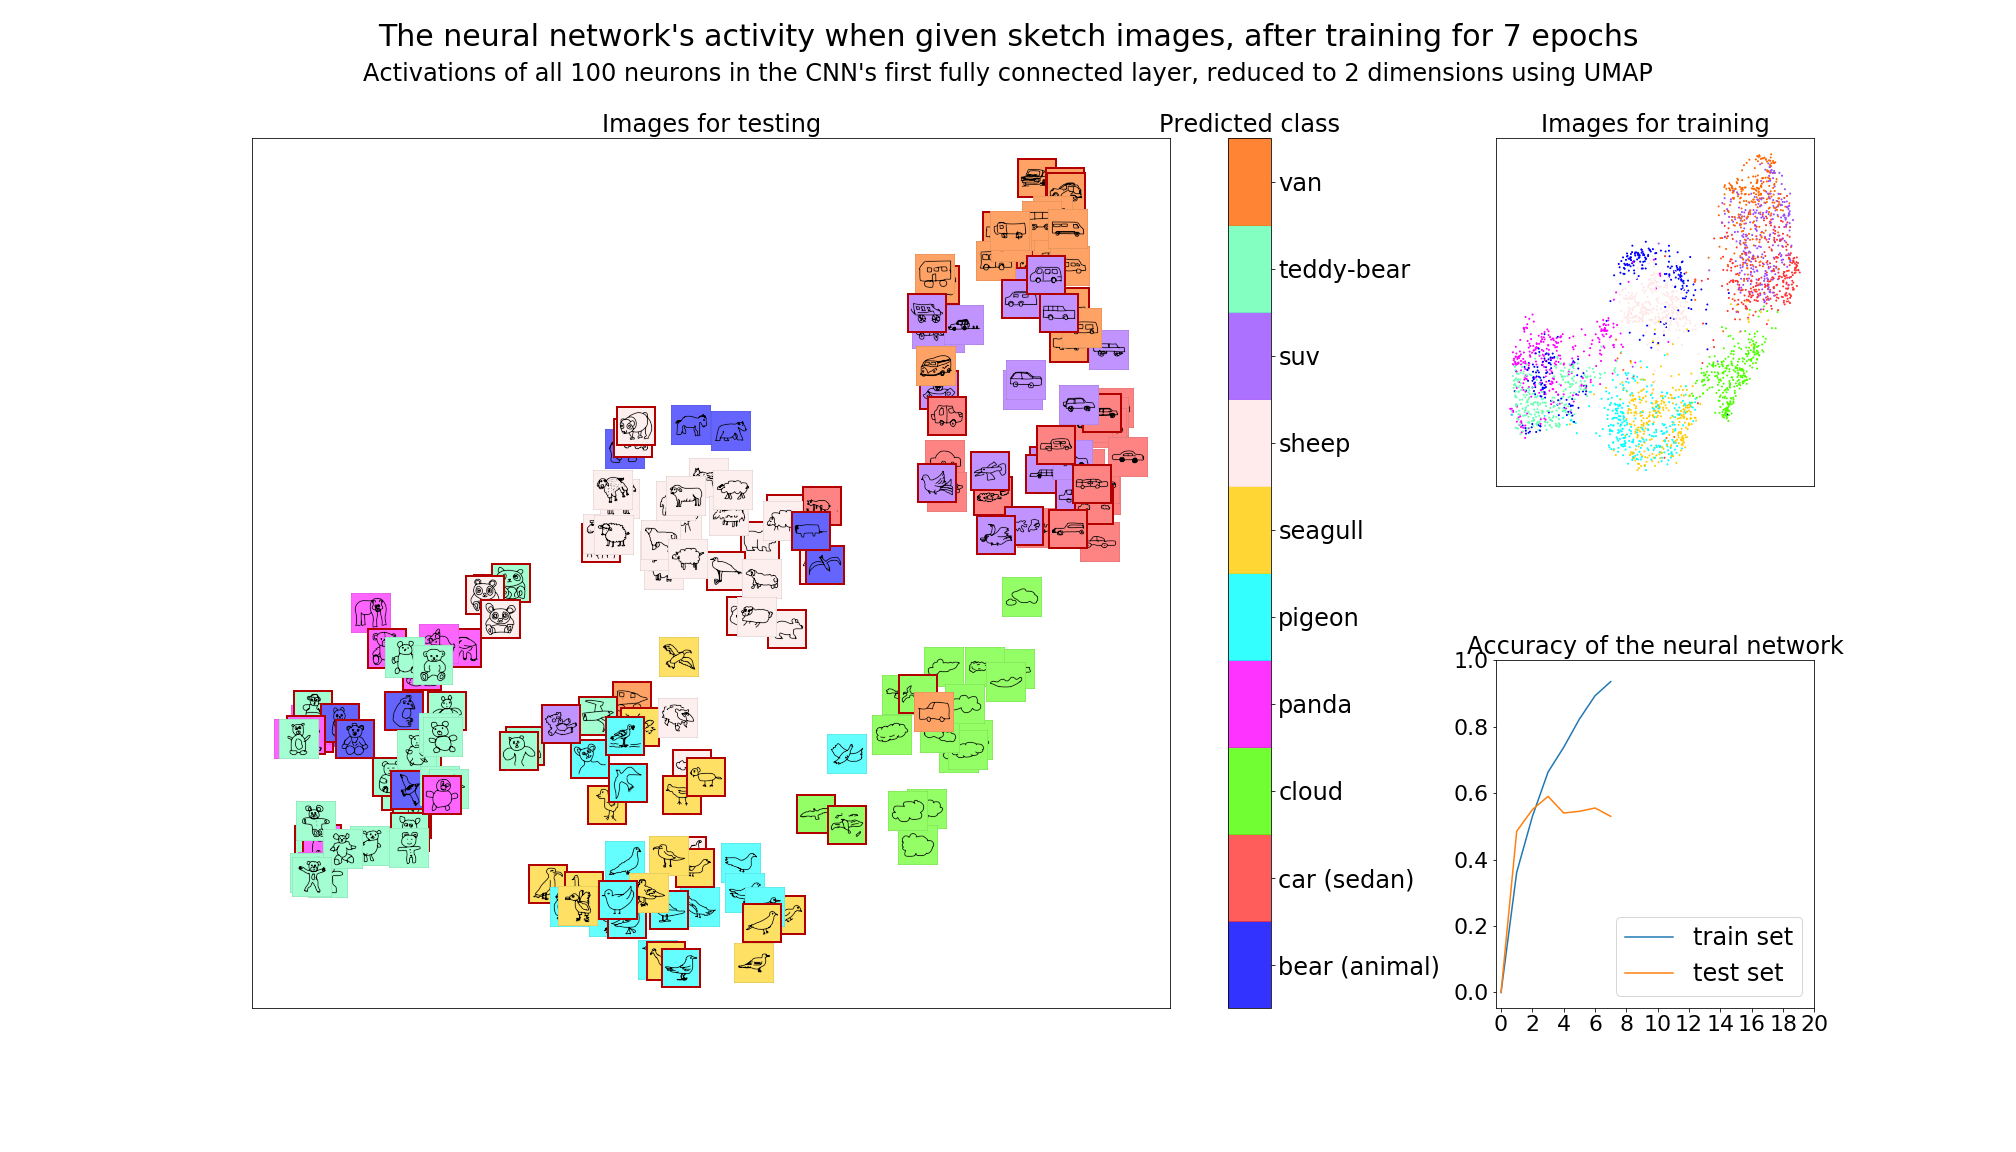 The neural network's activity when given sketch images, after training for 7 epochs
Activations of all 100 neurons in the CNN's first fully connected layer, reduced to 2 dimensions using UMAP
Images for testing
Predicted class
van
teddy-bear
suv
sheep
seagull
pigeon
panda
cloud
car (sedan)
bear (animal)
Images for training
Accuracy of the neural network
1.0
0.8
0.6
0.4
0.2
0.0
train set
test set
0 2 4 6 8 10 12 14 16 18 20